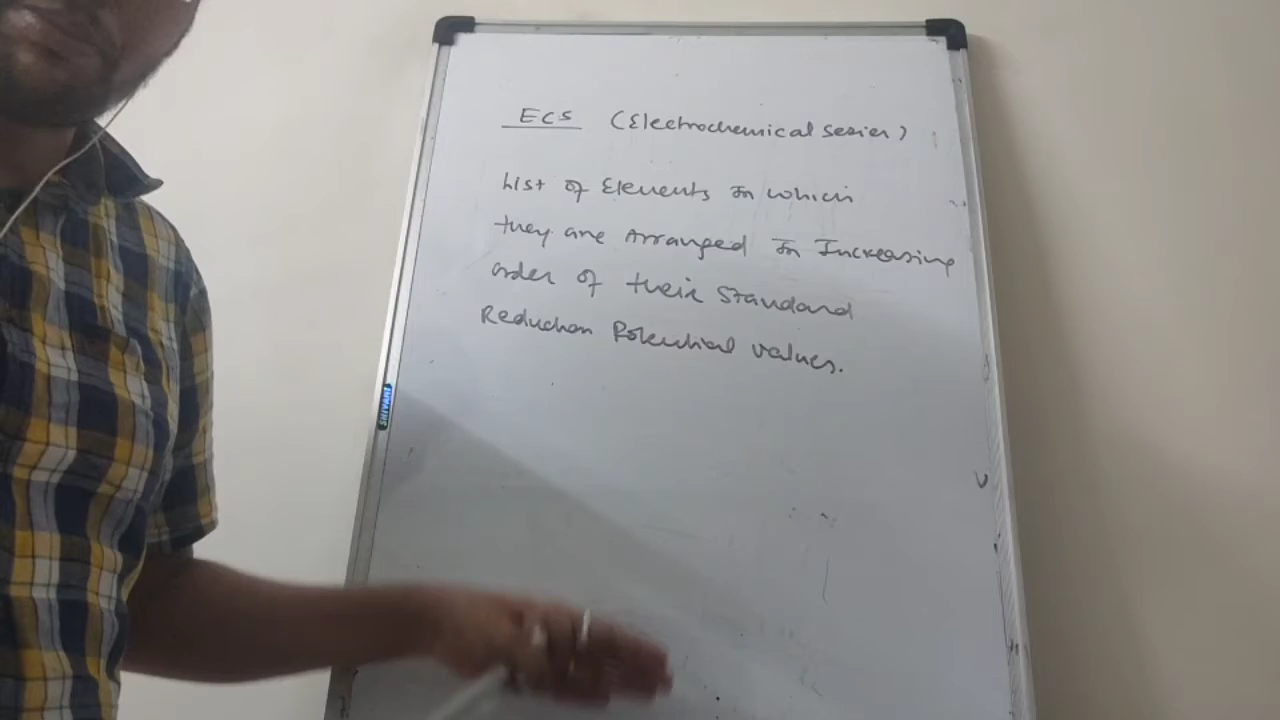 ECS (Electrochemical series)
List of Elements In which
they are Arranged In Increasing
order of their Standard
Reduction Potential values.
SHIVANI